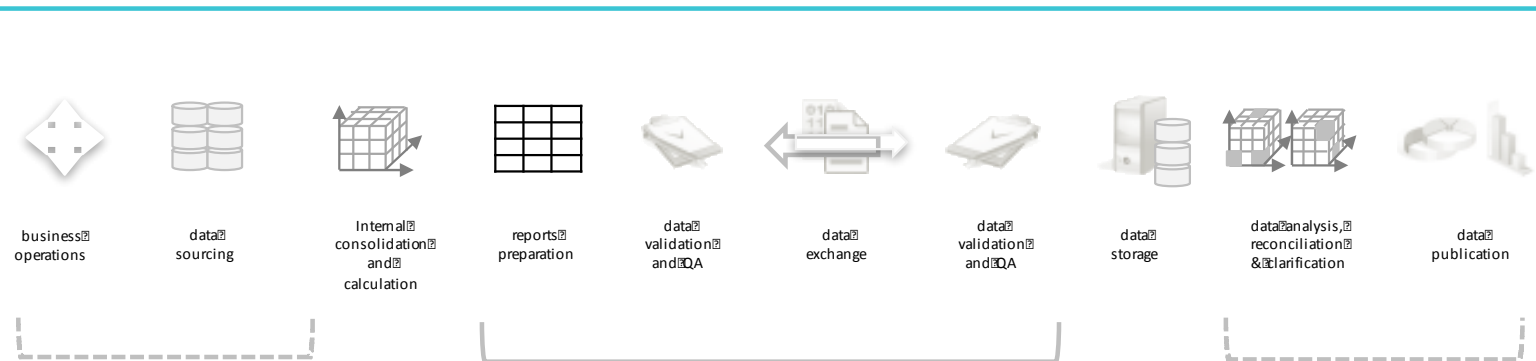 business
operations
data
sourcing
Internal
consolidation
and
calculation
reports
preparation
data
validation
and QA
data
exchange
data
validation
and QA
data
storage
data analysis,
reconciliation
& clarification
data
publication